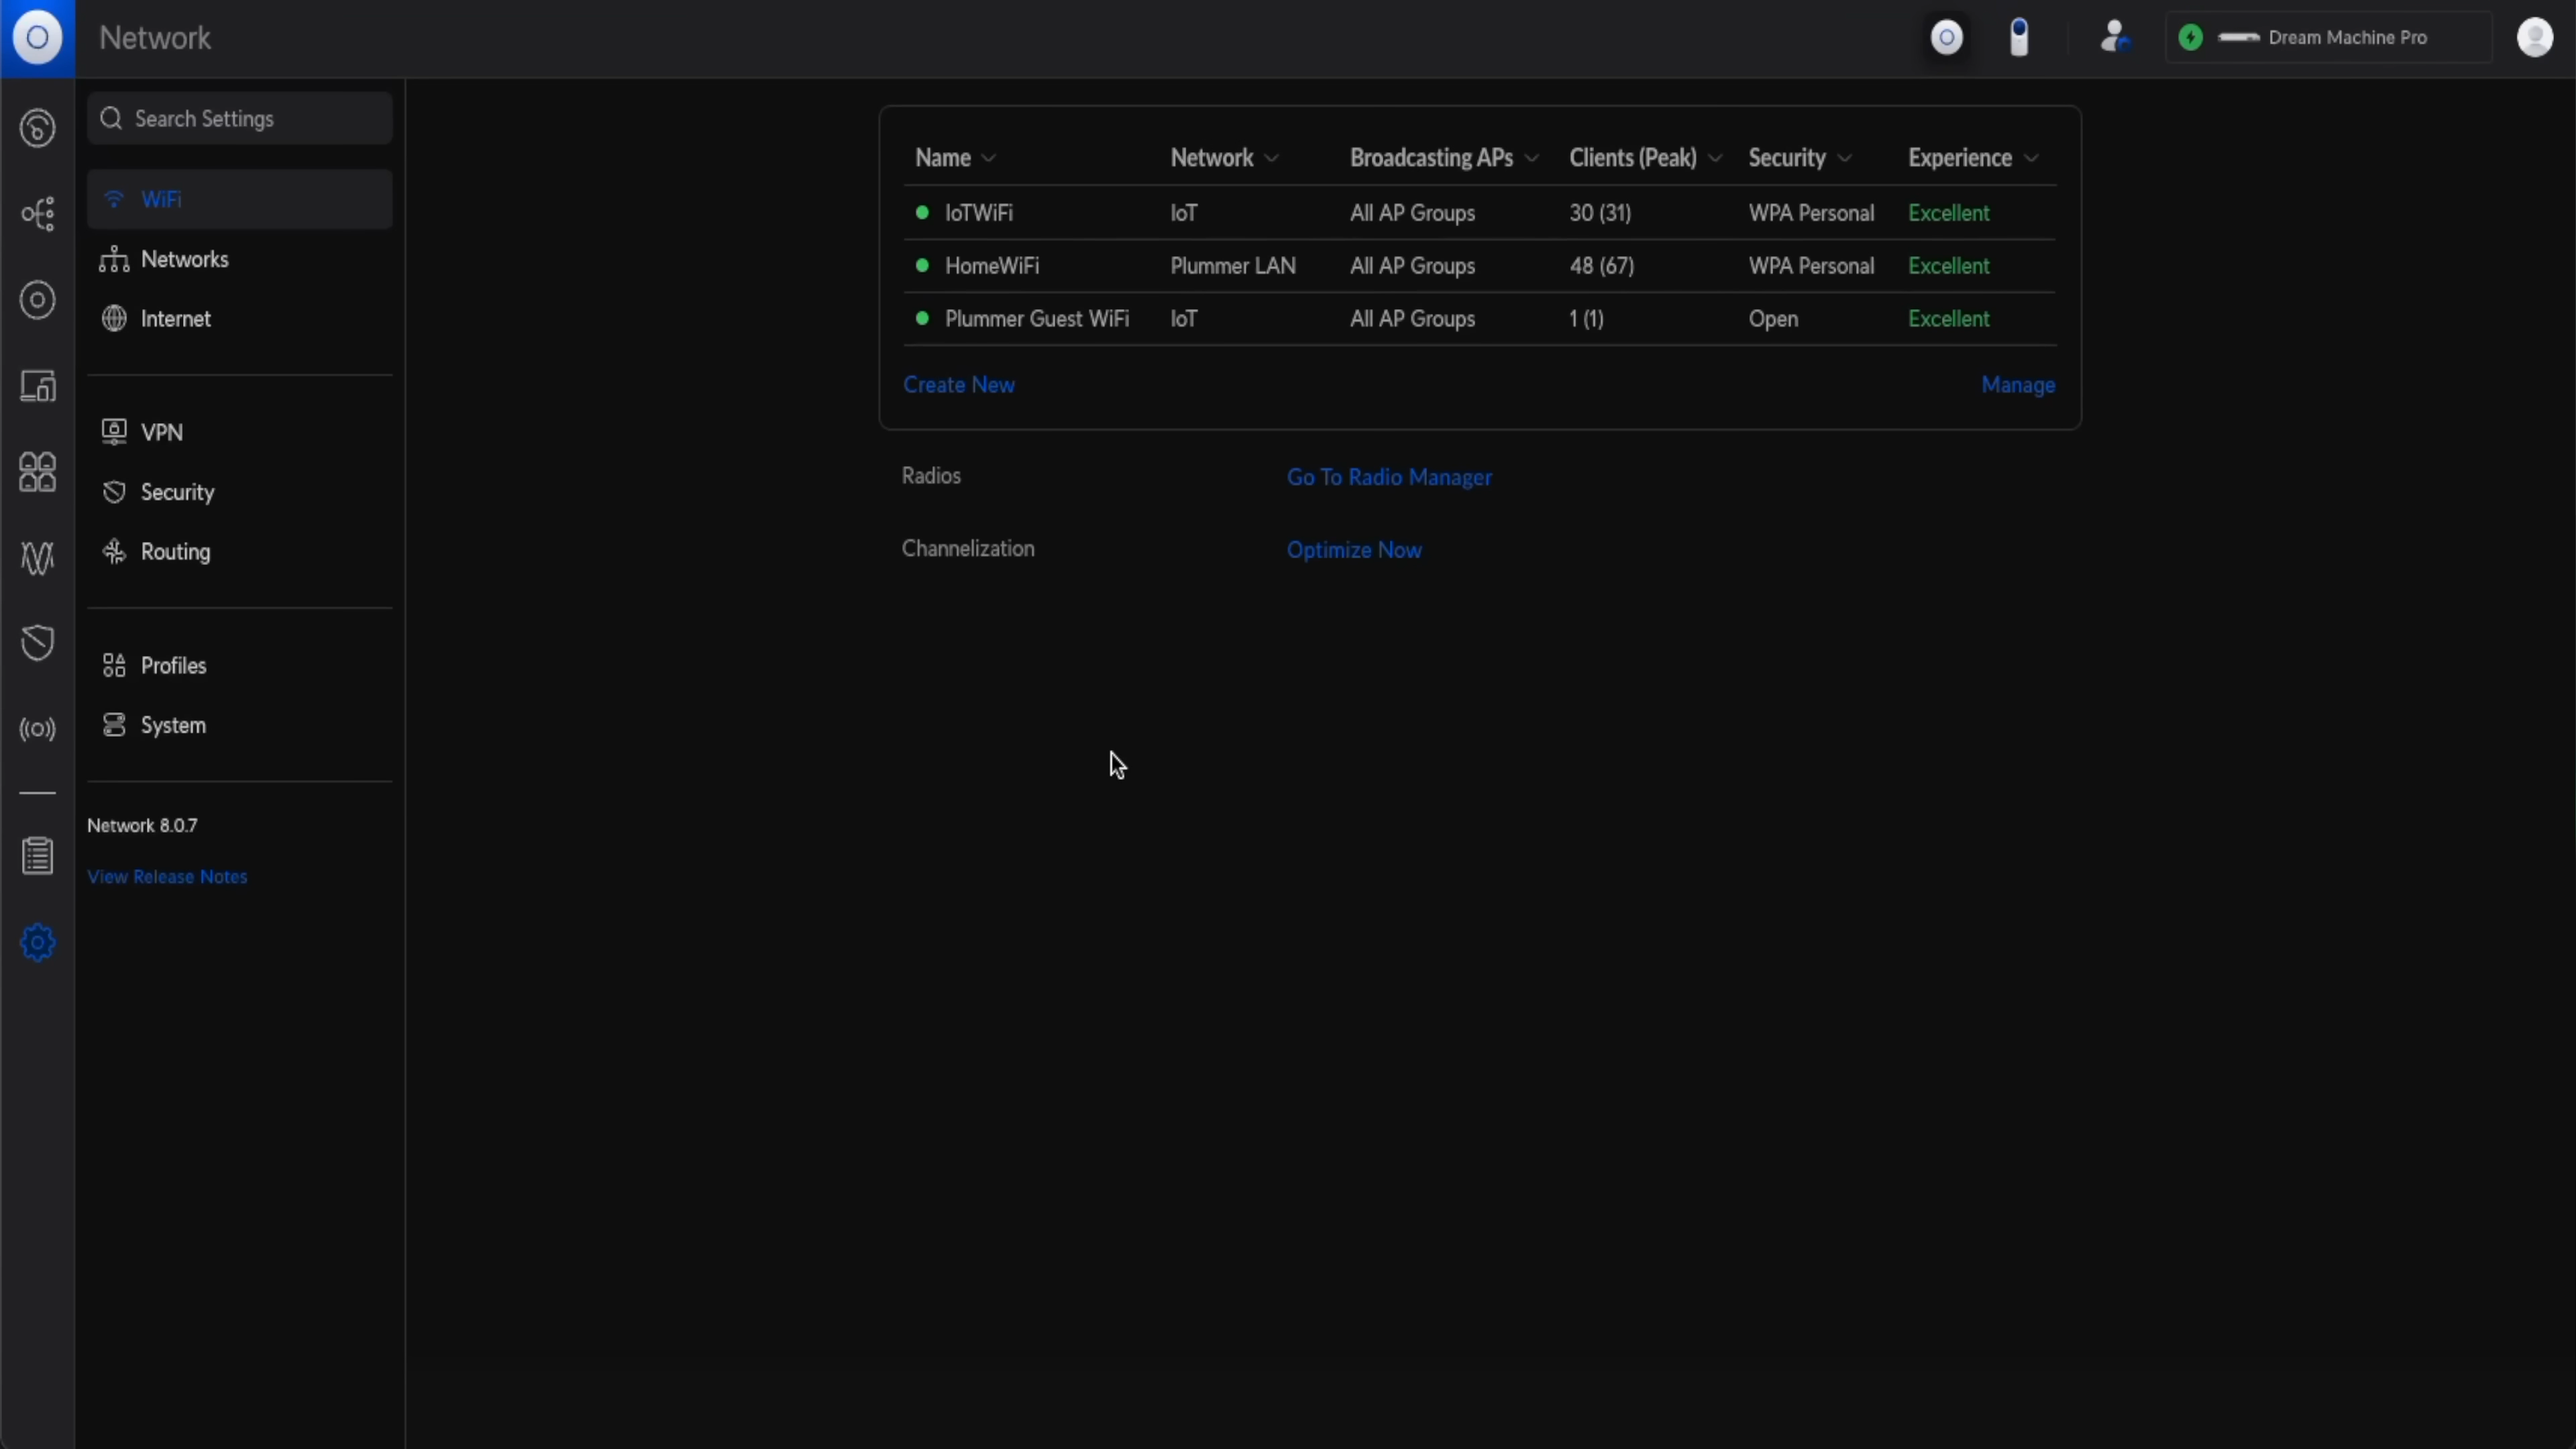 Network
Dream Machine Pro
Search Settings
WiFi
Networks
Internet
VPN
Security
Routing
Profiles
System
Network 8.0.7
View Release Notes
Name Network Broadcasting APs Clients (Peak) Security Experience
IoTWiFi IoT All AP Groups 30 (31) WPA Personal Excellent
HomeWiFi Plummer LAN All AP Groups 48 (67) WPA Personal Excellent
Plummer Guest WiFi IoT All AP Groups 1 (1) Open Excellent
Create New Manage
Radios Go To Radio Manager
Channelization Optimize Now